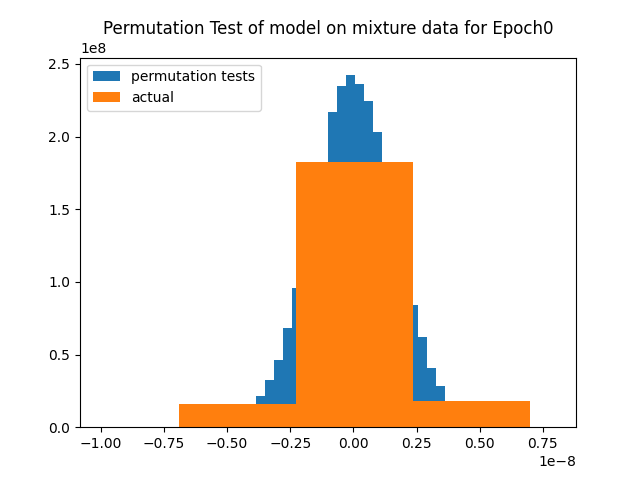 Permutation Test of model on mixture data for Epoch0
1e8
permutation tests
actual
2.5
2.0
1.5
1.0
0.5
0.0
−1.00 −0.75 −0.50 −0.25 0.00 0.25 0.50 0.75
1e−8